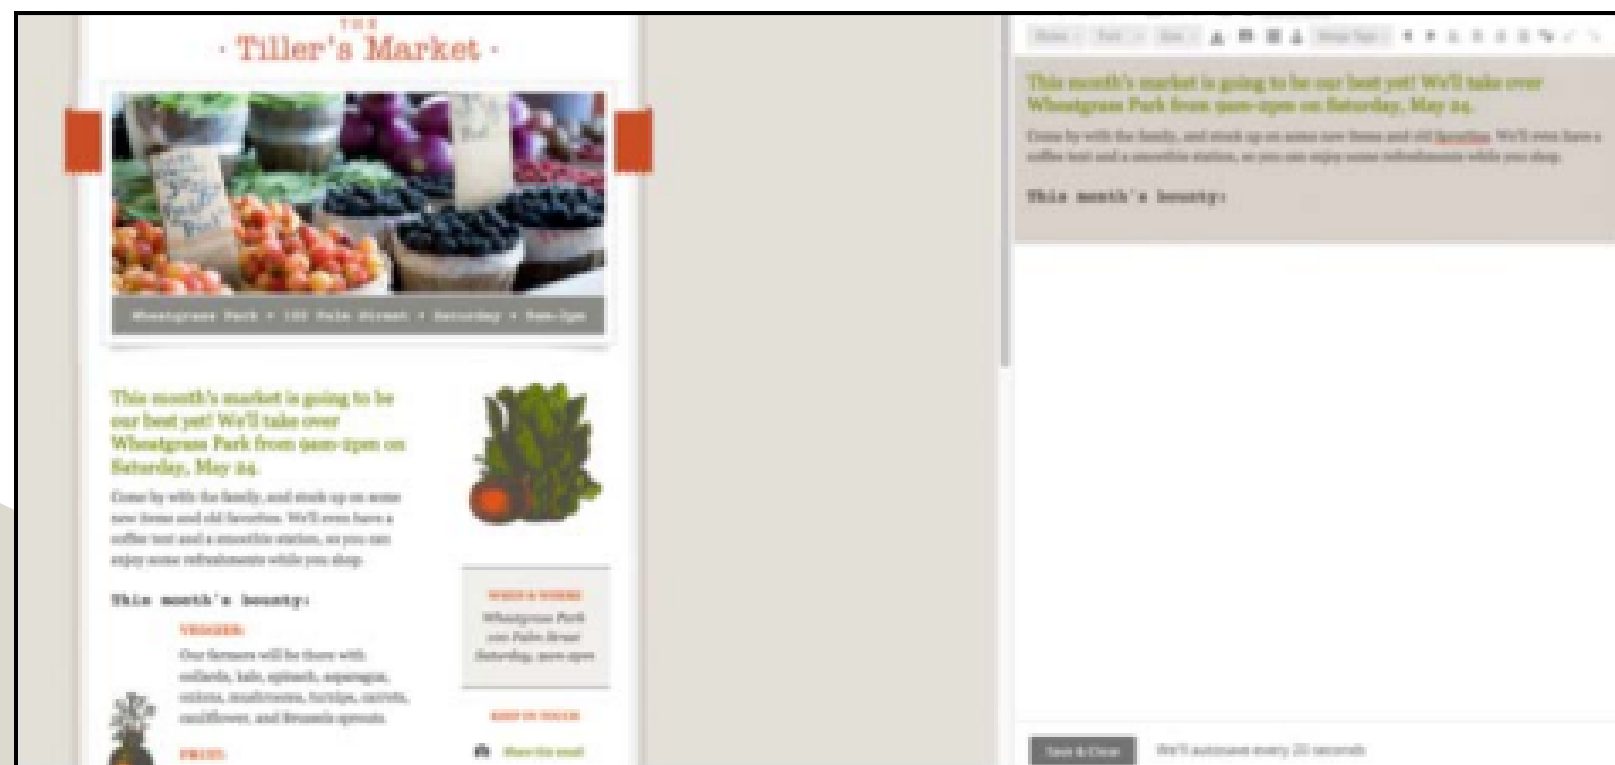 THE
· Tiller's Market ·
Wheatgrass Park • 100 Palm Street • Saturday • 9am-2pm
This month's market is going to be
our best yet! We'll take over
Wheatgrass Park from 9am-2pm on
Saturday, May 24.
Come by with the family, and stock up on some
new items and old favorites. We'll even have a
coffee tent and a smoothie station, so you can
enjoy some refreshments while you shop.
This month's bounty:
VEGGIES:
Our farmers will be there with
collards, kale, spinach, asparagus,
onions, mushrooms, turnips, carrots,
cauliflower, and Brussels sprouts.
FRUIT:
WHEN & WHERE
Wheatgrass Park
100 Palm Street
Saturday, 9am-2pm
KEEP IN TOUCH
Share this email
Styles
Font
Size
Merge Tags
This month's market is going to be our best yet! We'll take over
Wheatgrass Park from 9am-2pm on Saturday, May 24.
Come by with the family, and stock up on some new items and old favorites. We'll even have a
coffee tent and a smoothie station, so you can enjoy some refreshments while you shop.
This month's bounty:
Save & Close
We'll autosave every 20 seconds